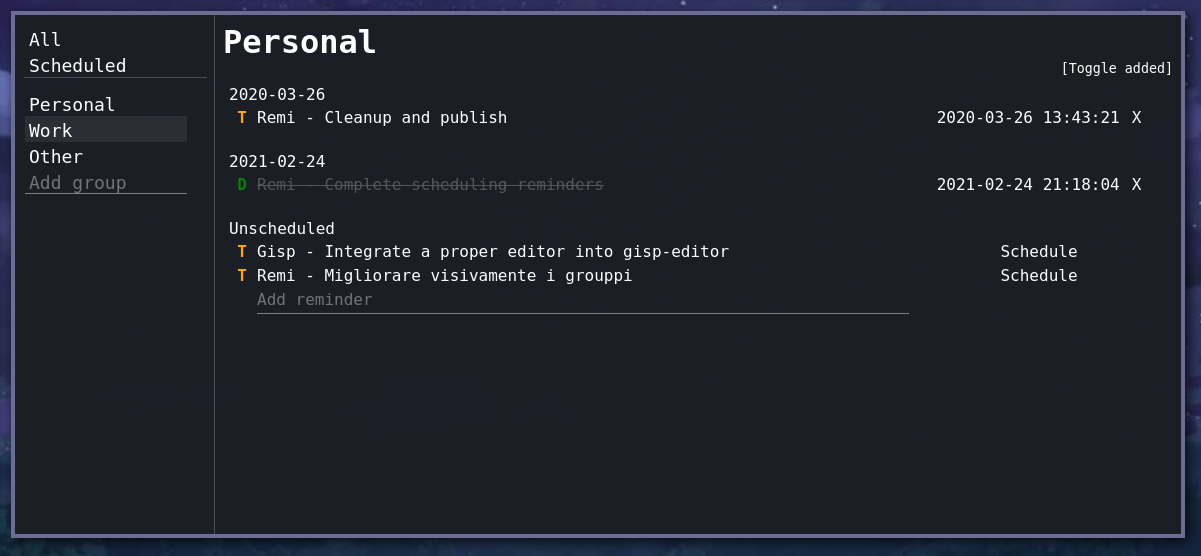 All
Scheduled
Personal
Work
Other
Add group
Personal
[Toggle added]
2020-03-26
T Remi - Cleanup and publish 2020-03-26 13:43:21 X
2021-02-24
D Remi - Complete scheduling reminders 2021-02-24 21:18:04 X
Unscheduled
T Gisp - Integrate a proper editor into gisp-editor Schedule
T Remi - Migliorare visivamente i grouppi Schedule
Add reminder